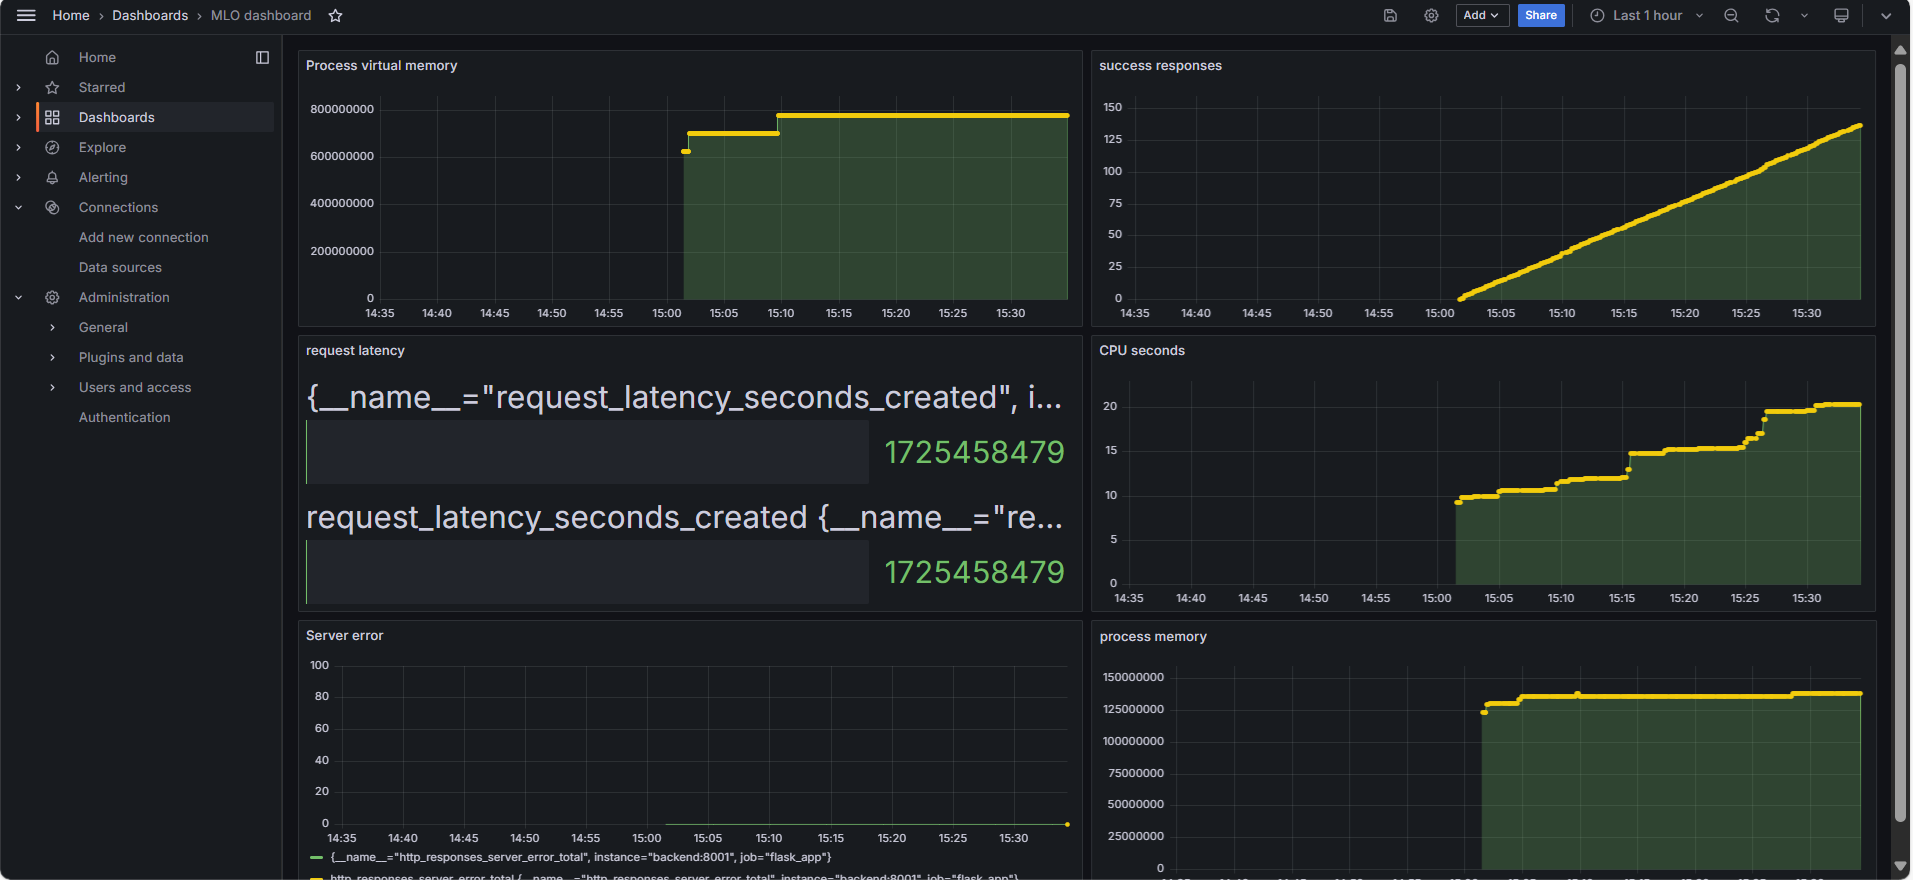 Home › Dashboards › MLO dashboard
Add
Share
Last 1 hour
Home
Starred
Dashboards
Explore
Alerting
Connections
Add new connection
Data sources
Administration
General
Plugins and data
Users and access
Authentication
Process virtual memory
800000000
600000000
400000000
200000000
0
14:35 14:40 14:45 14:50 14:55 15:00 15:05 15:10 15:15 15:20 15:25 15:30
success responses
150
125
100
75
50
25
0
14:35 14:40 14:45 14:50 14:55 15:00 15:05 15:10 15:15 15:20 15:25 15:30
request latency
{__name__="request_latency_seconds_created", i...
1725458479
request_latency_seconds_created {__name__="re...
1725458479
CPU seconds
20
15
10
5
0
14:35 14:40 14:45 14:50 14:55 15:00 15:05 15:10 15:15 15:20 15:25 15:30
Server error
100
80
60
40
20
0
14:35 14:40 14:45 14:50 14:55 15:00 15:05 15:10 15:15 15:20 15:25 15:30
{__name__="http_responses_server_error_total", instance="backend:8001", job="flask_app"}
http_responses_server_error_total {__name__="http_responses_server_error_total", instance="backend:8001", job="flask_app"}
process memory
150000000
125000000
100000000
75000000
50000000
25000000
0